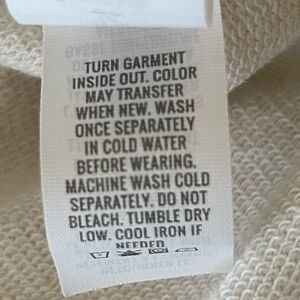 TURN GARMENT
INSIDE OUT. COLOR
MAY TRANSFER
WHEN NEW. WASH
ONCE SEPARATELY
IN COLD WATER
BEFORE WEARING.
MACHINE WASH COLD
SEPARATELY. DO NOT
BLEACH. TUMBLE DRY
LOW. COOL IRON IF
NEEDED